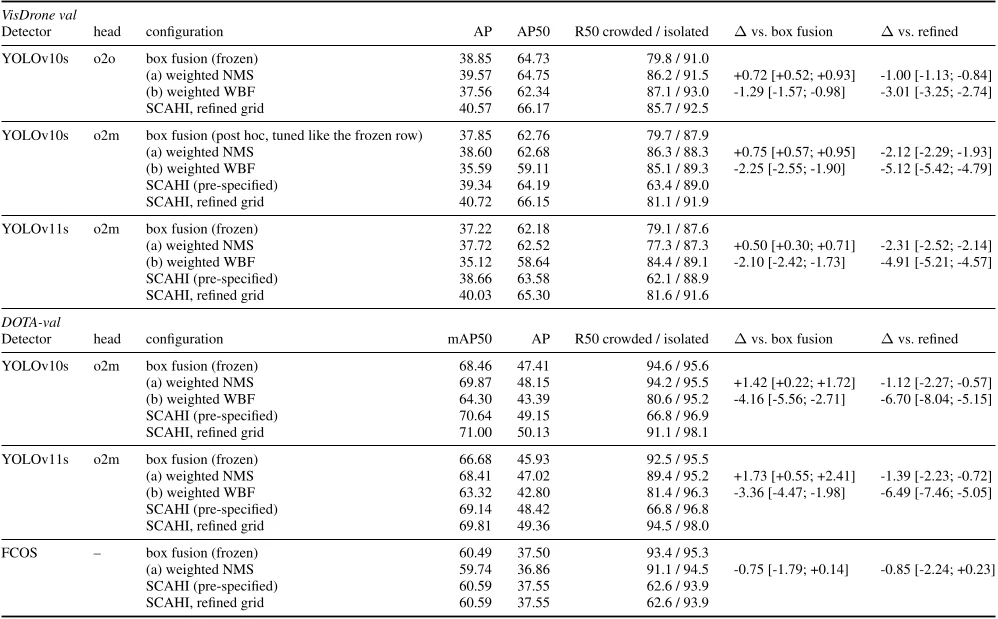 VisDrone val
Detector head configuration AP AP50 R50 crowded / isolated Δ vs. box fusion Δ vs. refined
YOLOv10s o2o box fusion (frozen) 38.85 64.73 79.8 / 91.0
(a) weighted NMS 39.57 64.75 86.2 / 91.5 +0.72 [+0.52; +0.93] -1.00 [-1.13; -0.84]
(b) weighted WBF 37.56 62.34 87.1 / 93.0 -1.29 [-1.57; -0.98] -3.01 [-3.25; -2.74]
SCAHI, refined grid 40.57 66.17 85.7 / 92.5
YOLOv10s o2m box fusion (post hoc, tuned like the frozen row) 37.85 62.76 79.7 / 87.9
(a) weighted NMS 38.60 62.68 86.3 / 88.3 +0.75 [+0.57; +0.95] -2.12 [-2.29; -1.93]
(b) weighted WBF 35.59 59.11 85.1 / 89.3 -2.25 [-2.55; -1.90] -5.12 [-5.42; -4.79]
SCAHI (pre-specified) 39.34 64.19 63.4 / 89.0
SCAHI, refined grid 40.72 66.15 81.1 / 91.9
YOLOv11s o2m box fusion (frozen) 37.22 62.18 79.1 / 87.6
(a) weighted NMS 37.72 62.52 77.3 / 87.3 +0.50 [+0.30; +0.71] -2.31 [-2.52; -2.14]
(b) weighted WBF 35.12 58.64 84.4 / 89.1 -2.10 [-2.42; -1.73] -4.91 [-5.21; -4.57]
SCAHI (pre-specified) 38.66 63.58 62.1 / 88.9
SCAHI, refined grid 40.03 65.30 81.6 / 91.6
DOTA-val
Detector head configuration mAP50 AP R50 crowded / isolated Δ vs. box fusion Δ vs. refined
YOLOv10s o2m box fusion (frozen) 68.46 47.41 94.6 / 95.6
(a) weighted NMS 69.87 48.15 94.2 / 95.5 +1.42 [+0.22; +1.72] -1.12 [-2.27; -0.57]
(b) weighted WBF 64.30 43.39 80.6 / 95.2 -4.16 [-5.56; -2.71] -6.70 [-8.04; -5.15]
SCAHI (pre-specified) 70.64 49.15 66.8 / 96.9
SCAHI, refined grid 71.00 50.13 91.1 / 98.1
YOLOv11s o2m box fusion (frozen) 66.68 45.93 92.5 / 95.5
(a) weighted NMS 68.41 47.02 89.4 / 95.2 +1.73 [+0.55; +2.41] -1.39 [-2.23; -0.72]
(b) weighted WBF 63.32 42.80 81.4 / 96.3 -3.36 [-4.47; -1.98] -6.49 [-7.46; -5.05]
SCAHI (pre-specified) 69.14 48.42 66.8 / 96.8
SCAHI, refined grid 69.81 49.36 94.5 / 98.0
FCOS – box fusion (frozen) 60.49 37.50 93.4 / 95.3
(a) weighted NMS 59.74 36.86 91.1 / 94.5 -0.75 [-1.79; +0.14] -0.85 [-2.24; +0.23]
SCAHI (pre-specified) 60.59 37.55 62.6 / 93.9
SCAHI, refined grid 60.59 37.55 62.6 / 93.9